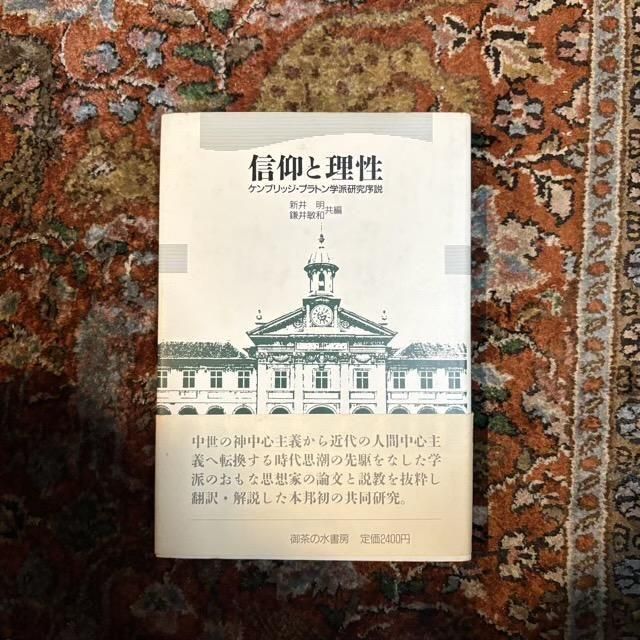 信仰と理性
ケンブリッジ・プラトン学派研究序説
新井 明
鎌井敏和 共編
中世の神中心主義から近代の人間中心主
義へ転換する時代思潮の先駆をなした学
派のおもな思想家の論文と説教を抜粋し
翻訳・解説した本邦初の共同研究。
御茶の水書房 定価2400円